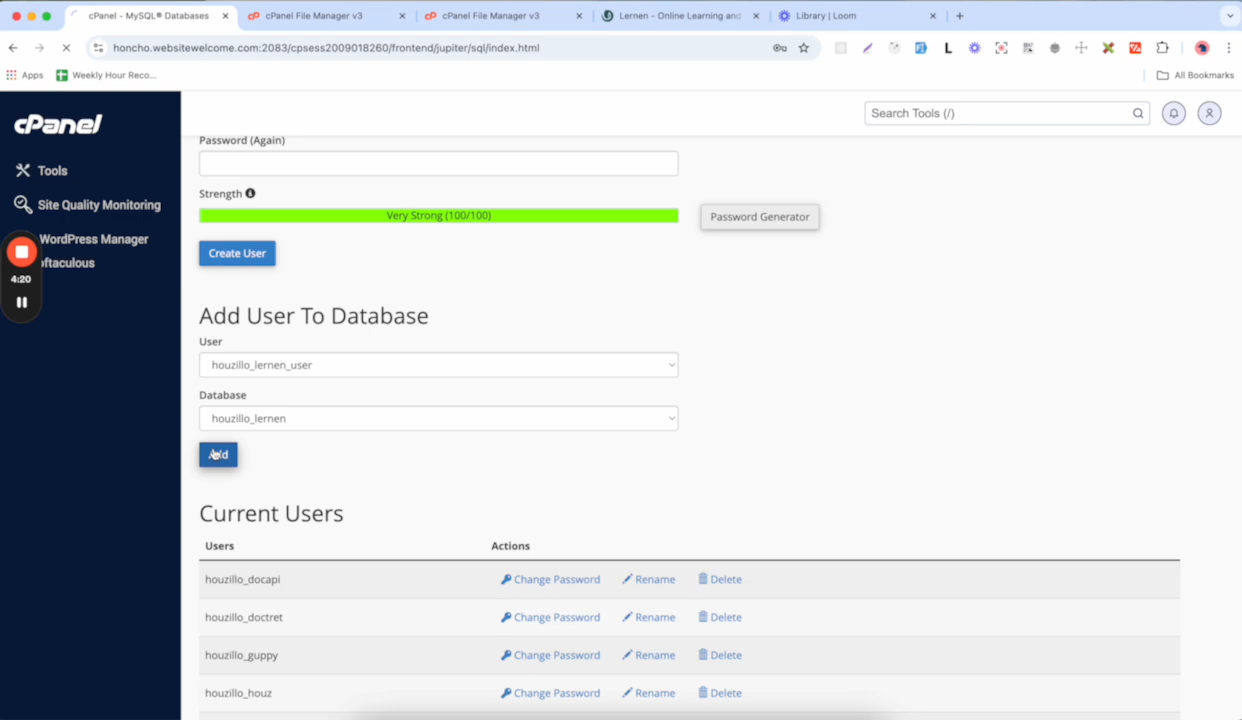 cPanel - MySQL® Databases
cPanel File Manager v3
cPanel File Manager v3
Lernen - Online Learning and
Library | Loom
honcho.websitewelcome.com:2083/cpsess2009018260/frontend/jupiter/sql/index.html
Apps
Weekly Hour Reco...
All Bookmarks
cPanel
Search Tools (/)
Tools
Site Quality Monitoring
WordPress Manager
oftaculous
4:20
Password (Again)
Strength
Very Strong (100/100)
Password Generator
Create User
Add User To Database
User
houzillo_lernen_user
Database
houzillo_lernen
Add
Current Users
Users Actions
houzillo_docapi Change Password Rename Delete
houzillo_doctret Change Password Rename Delete
houzillo_guppy Change Password Rename Delete
houzillo_houz Change Password Rename Delete